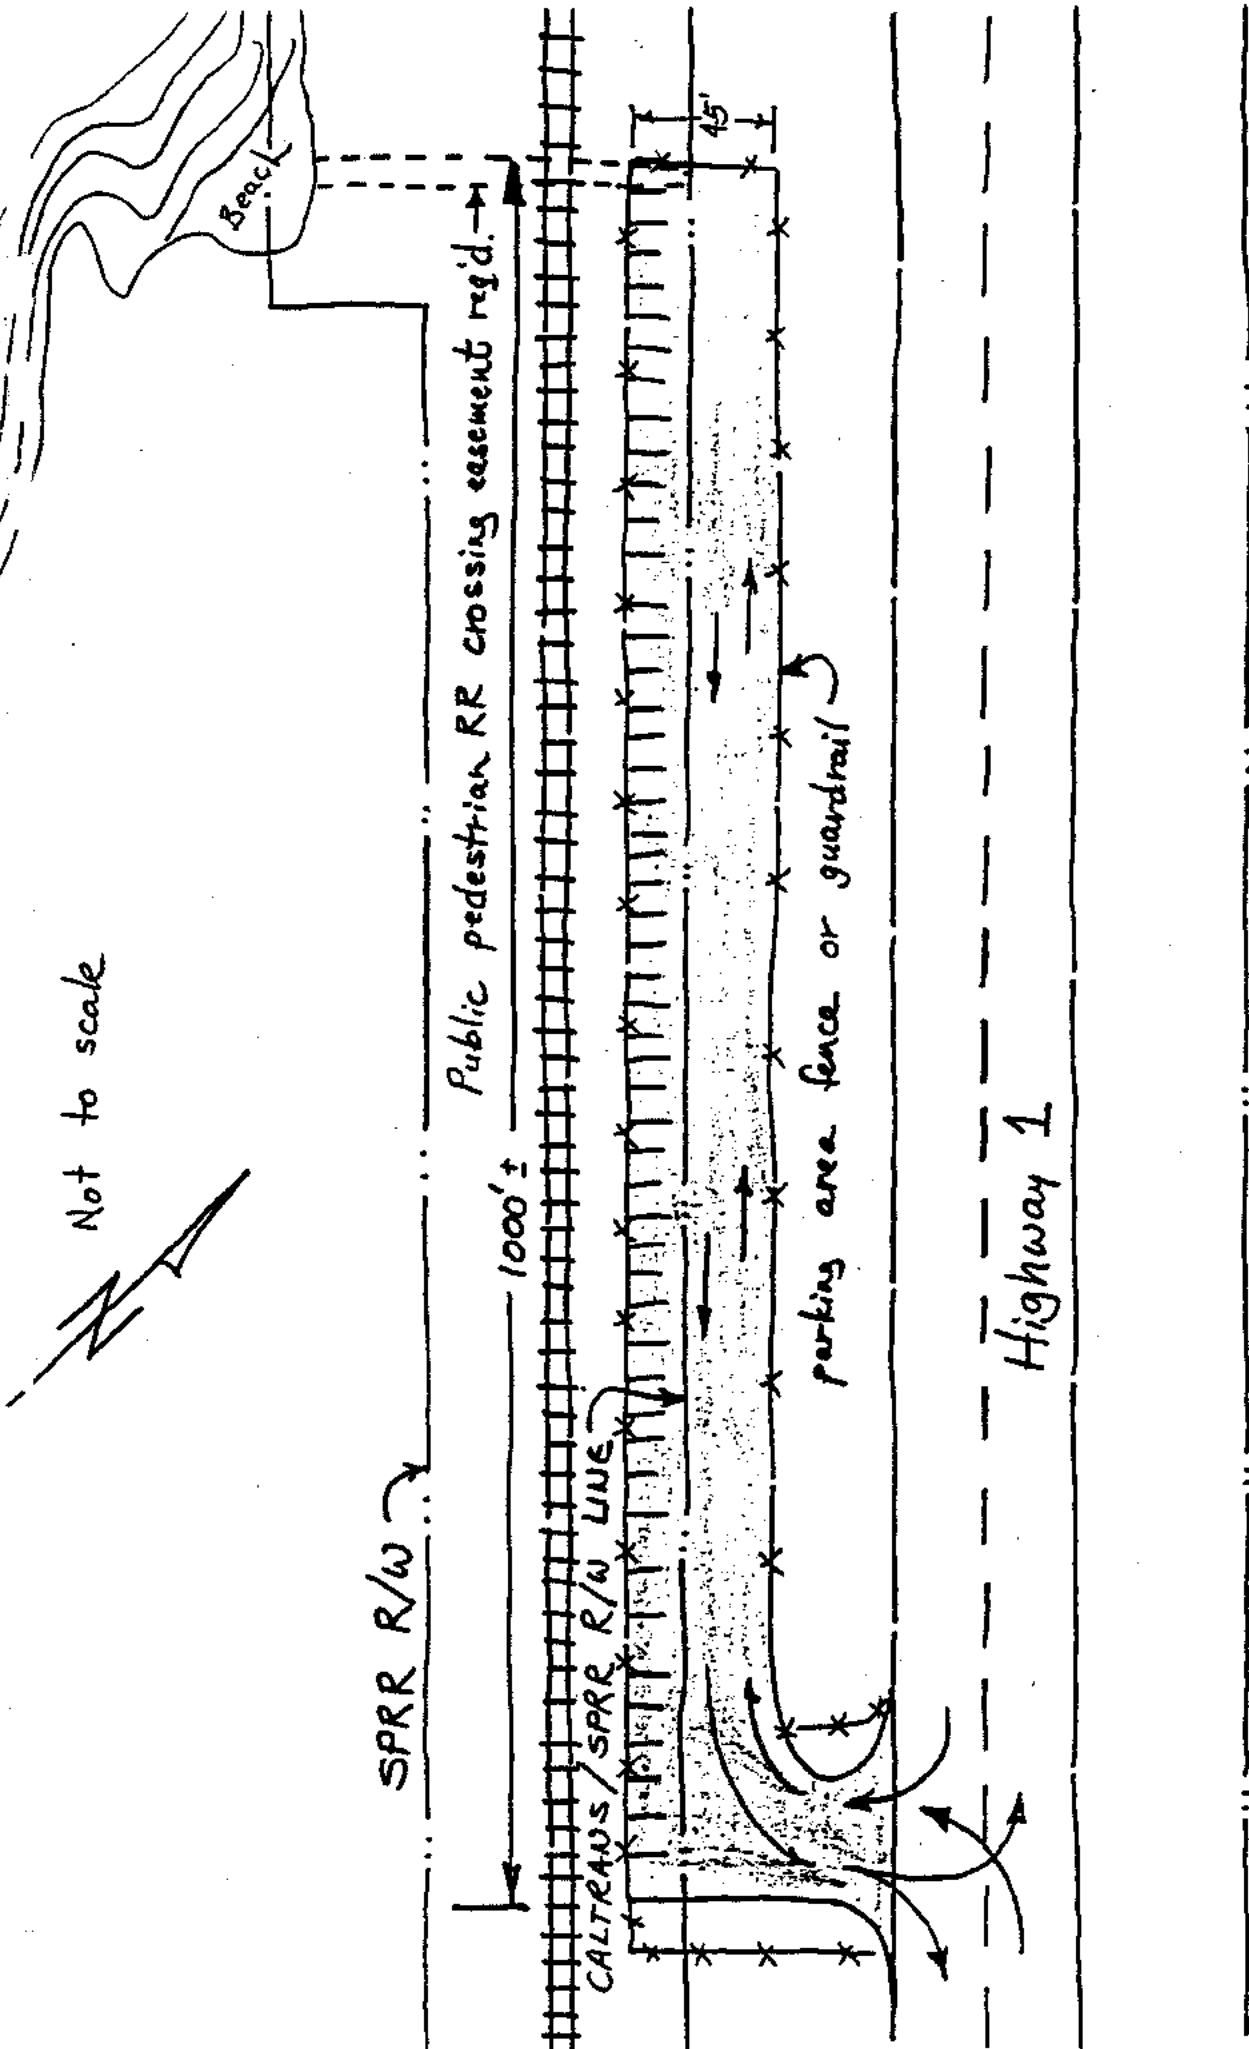 Not to scale
Beach
SPRR R/W
Public pedestrian RR crossing easement req'd.
1000' ±
CALTRANS/SPRR R/W LINE
45'
parking area fence or guardrail
Highway 1